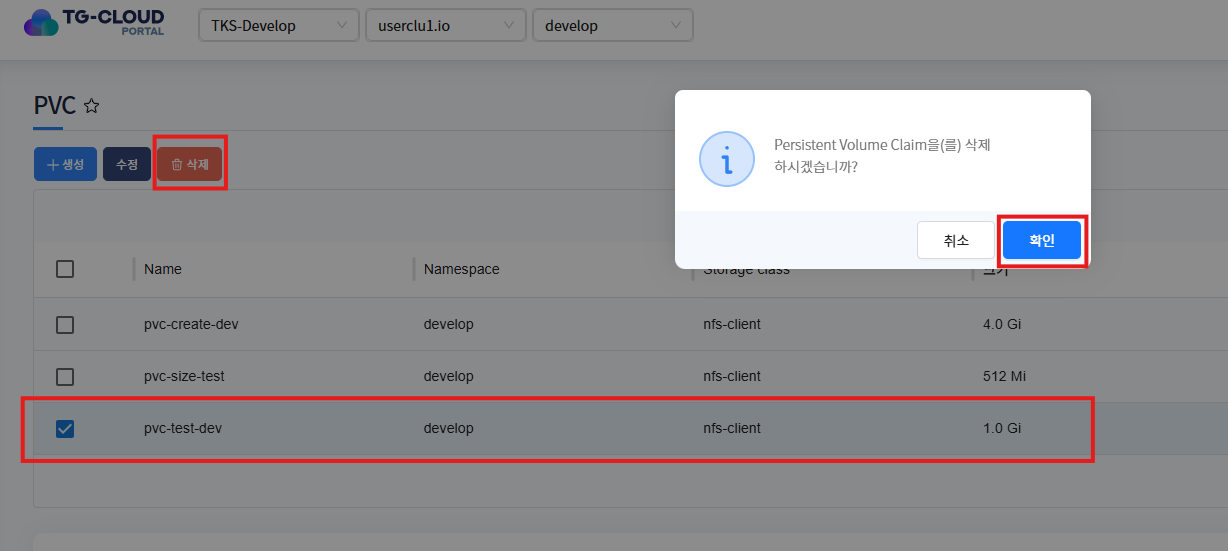 TG-CLOUD
PORTAL
TKS-Develop
userclu1.io
develop
PVC
Persistent Volume Claim을(를) 삭제
하시겠습니까?
생성
수정
삭제
취소
확인
Name
Namespace
Storage class
크기
pvc-create-dev
develop
nfs-client
4.0 Gi
pvc-size-test
develop
nfs-client
512 Mi
pvc-test-dev
develop
nfs-client
1.0 Gi